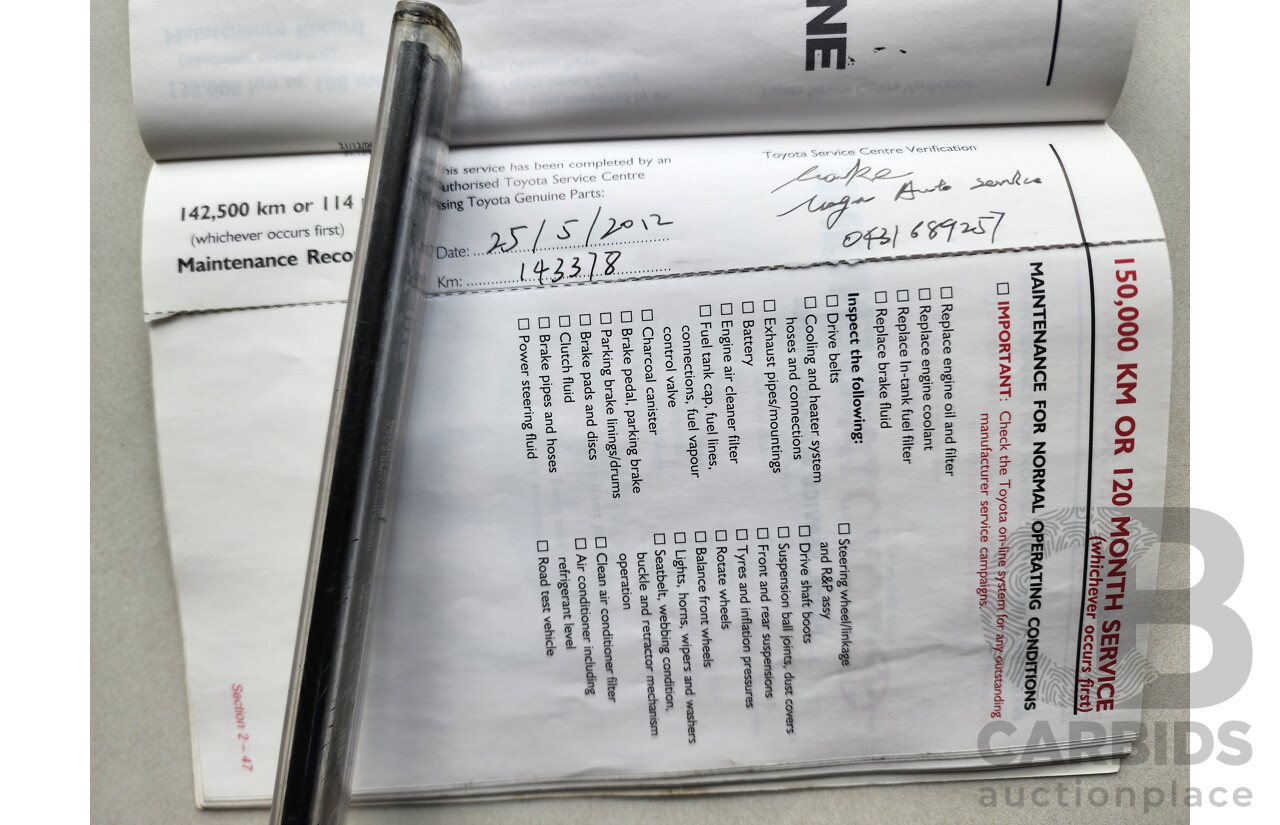 NE
142,500 km or 114
(whichever occurs first)
Maintenance Reco
his service has been completed by an
uthorised Toyota Service Centre
sing Toyota Genuine Parts:
Date: 25/5/2012
Km: 143378
Toyota Service Centre Verification
Auto service
0431689257
150,000 KM OR 120 MONTH SERVICE
(whichever occurs first)
MAINTENANCE FOR NORMAL OPERATING CONDITIONS
☐ IMPORTANT: Check the Toyota on-line system for any outstanding
manufacturer service campaigns.
☐ Replace engine oil and filter
☐ Replace engine coolant
☐ Replace In-tank fuel filter
☐ Replace brake fluid
Inspect the following:
☐ Drive belts
☐ Cooling and heater system
hoses and connections
☐ Exhaust pipes/mountings
☐ Battery
☐ Engine air cleaner filter
☐ Fuel tank cap, fuel lines,
connections, fuel vapour
control valve
☐ Charcoal canister
☐ Brake pedal, parking brake
☐ Parking brake linings/drums
☐ Brake pads and discs
☐ Clutch fluid
☐ Brake pipes and hoses
☐ Power steering fluid
☐ Steering wheel/linkage
and R&P assy
☐ Drive shaft boots
☐ Suspension ball joints, dust covers
☐ Front and rear suspensions
☐ Tyres and inflation pressures
☐ Rotate wheels
☐ Balance front wheels
☐ Lights, horns, wipers and washers
☐ Seatbelt, webbing condition,
buckle and retractor mechanism
operation
☐ Clean air conditioner filter
☐ Air conditioner including
refrigerant level
☐ Road test vehicle
Section 2 – 47
CB
CARBIDS
auctionplace